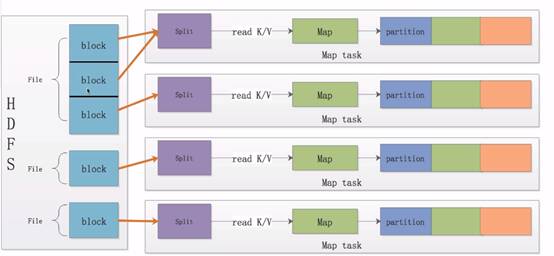 HDFS
File
block
block
block
File
block
File
block
Split
read K/V
Map
partition
Map task
Split
read K/V
Map
partition
Map task
Split
read K/V
Map
partition
Map task
Split
read K/V
Map
partition
Map task